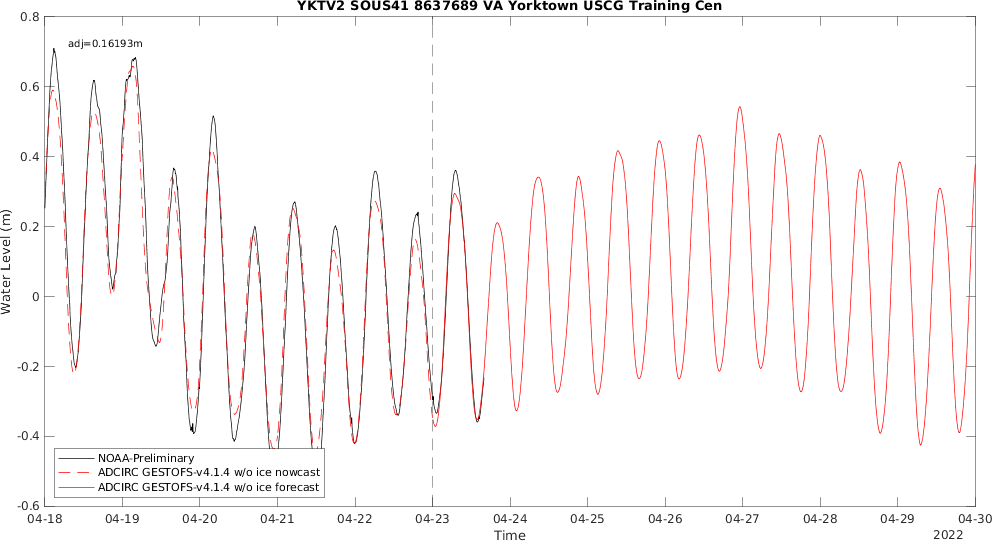 YKTV2 SOUS41 8637689 VA Yorktown USCG Training Cen
adj=0.16193m
0.8
0.6
0.4
0.2
0
-0.2
-0.4
-0.6
Water Level (m)
NOAA-Preliminary
ADCIRC GESTOFS-v4.1.4 w/o ice nowcast
ADCIRC GESTOFS-v4.1.4 w/o ice forecast
04-18 04-19 04-20 04-21 04-22 04-23 04-24 04-25 04-26 04-27 04-28 04-29 04-30
Time
2022